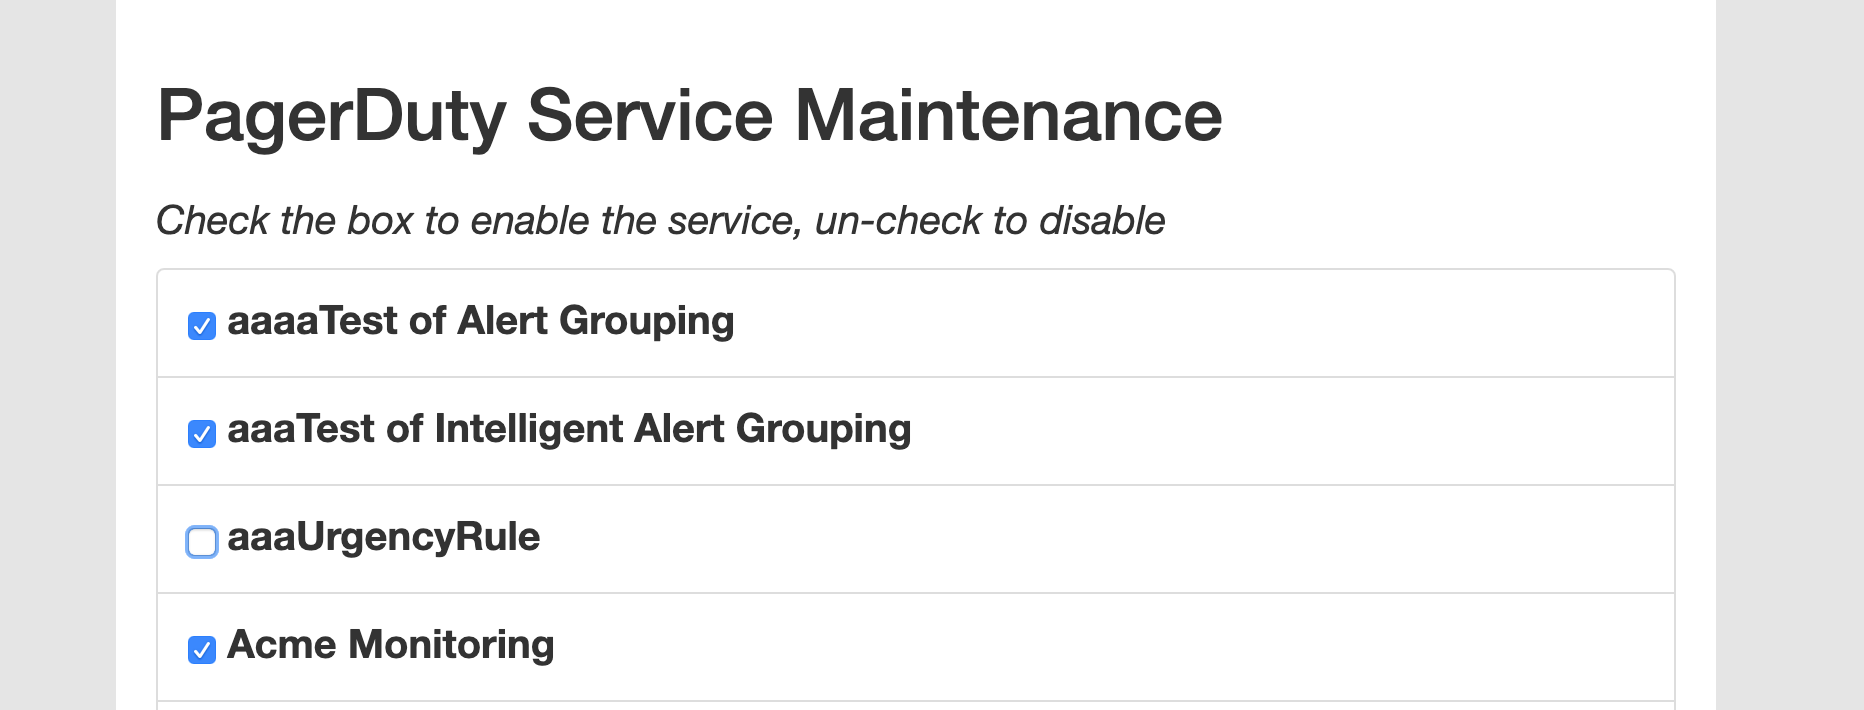 PagerDuty Service Maintenance
Check the box to enable the service, un-check to disable
aaaaTest of Alert Grouping
aaaTest of Intelligent Alert Grouping
aaaUrgencyRule
Acme Monitoring